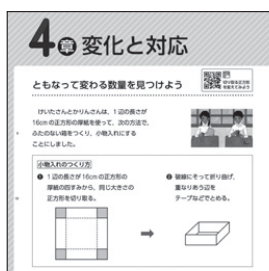 4章 変化と対応
ともなって変わる数量を見つけよう
けいたさんとかりんさんは、1辺の長さが
16cmの正方形の厚紙を使って、次の方法で、
ふたのない箱をつくり、小物入れにする
ことにしました。
小物入れのつくり方
❶ 1辺の長さが16cmの正方形の
厚紙の四すみから、同じ大きさの
正方形を切り取る。
❷ 破線にそって折り曲げ、
重なりあう辺を
テープなどでとめる。